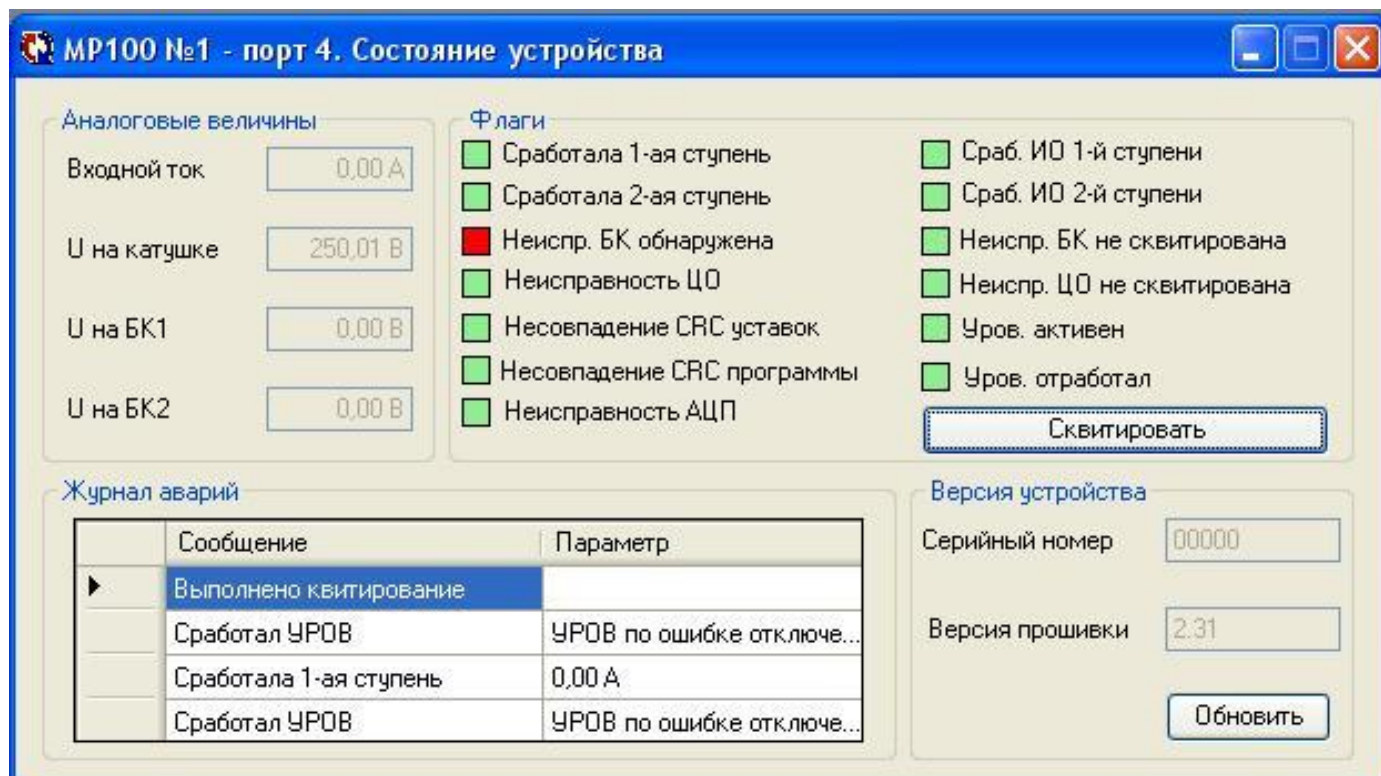 МР100 №1 - порт 4. Состояние устройства
Аналоговые величины
Входной ток 0,00 А
U на катушке 250,01 В
U на БК1 0,00 В
U на БК2 0,00 В
Флаги
Сработала 1-ая ступень
Сработала 2-ая ступень
Неиспр. БК обнаружена
Неисправность ЦО
Несовпадение CRC уставок
Несовпадение CRC программы
Неисправность АЦП
Сраб. ИО 1-й ступени
Сраб. ИО 2-й ступени
Неиспр. БК не сквитирована
Неиспр. ЦО не сквитирована
Уров. активен
Уров. отработал
Сквитировать
Журнал аварий
Сообщение Параметр
Выполнено квитирование
Сработал УРОВ УРОВ по ошибке отключе...
Сработала 1-ая ступень 0,00 А
Сработал УРОВ УРОВ по ошибке отключе...
Версия устройства
Серийный номер 00000
Версия прошивки 2.31
Обновить